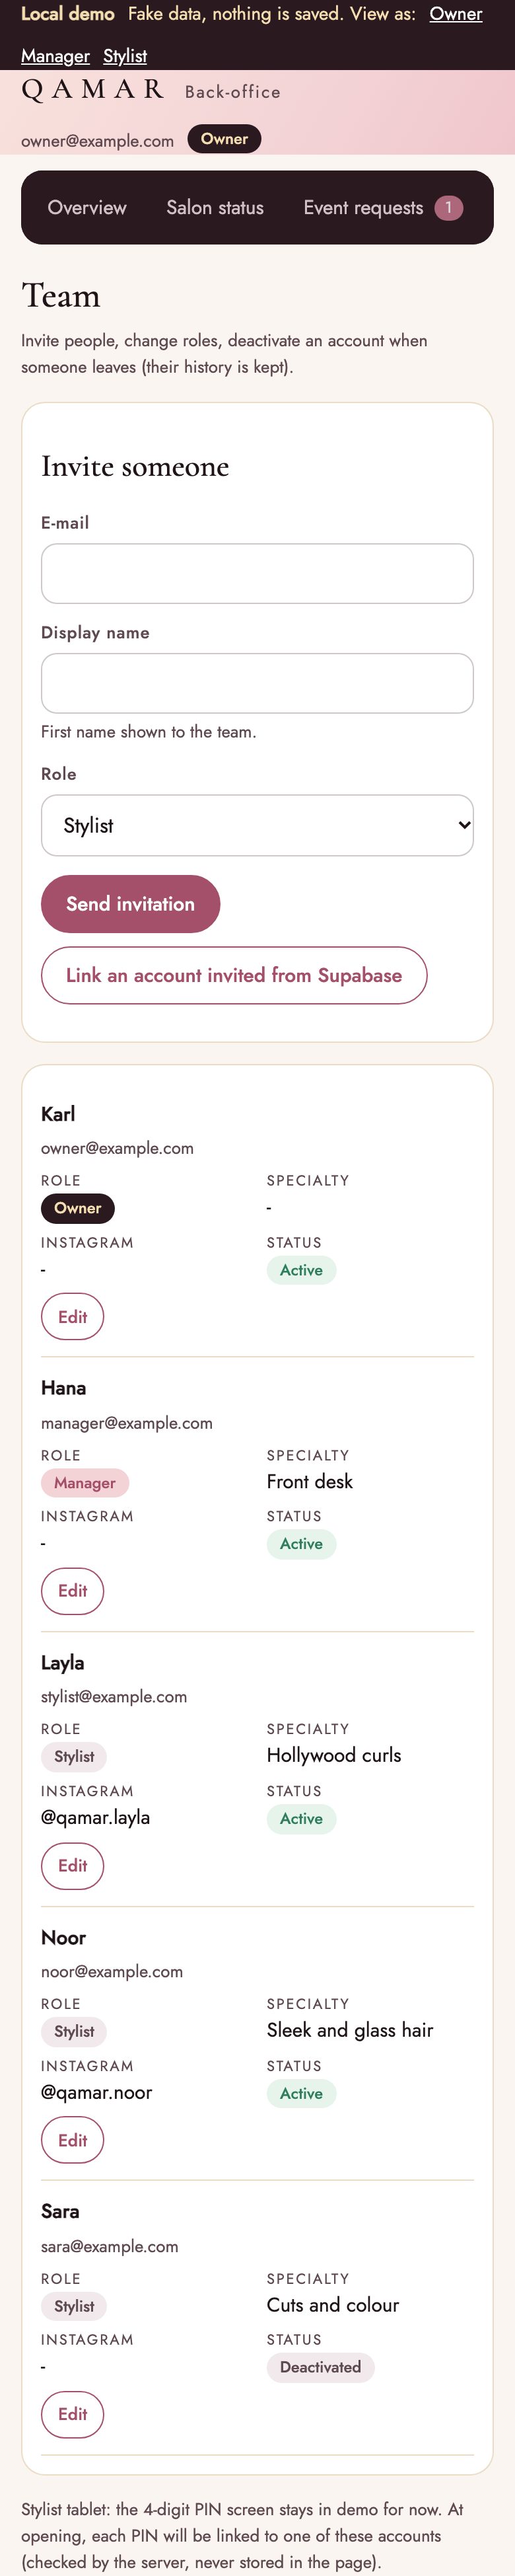 Local demo Fake data, nothing is saved. View as: Owner
Manager Stylist
QAMAR Back-office
owner@example.com Owner
Overview Salon status Event requests 1
Team
Invite people, change roles, deactivate an account when
someone leaves (their history is kept).
Invite someone
E-mail
Display name
First name shown to the team.
Role
Stylist
Send invitation
Link an account invited from Supabase
Karl
owner@example.com
ROLE SPECIALTY
Owner -
INSTAGRAM STATUS
- Active
Edit
Hana
manager@example.com
ROLE SPECIALTY
Manager Front desk
INSTAGRAM STATUS
- Active
Edit
Layla
stylist@example.com
ROLE SPECIALTY
Stylist Hollywood curls
INSTAGRAM STATUS
@qamar.layla Active
Edit
Noor
noor@example.com
ROLE SPECIALTY
Stylist Sleek and glass hair
INSTAGRAM STATUS
@qamar.noor Active
Edit
Sara
sara@example.com
ROLE SPECIALTY
Stylist Cuts and colour
INSTAGRAM STATUS
- Deactivated
Edit
Stylist tablet: the 4-digit PIN screen stays in demo for now. At
opening, each PIN will be linked to one of these accounts
(checked by the server, never stored in the page).